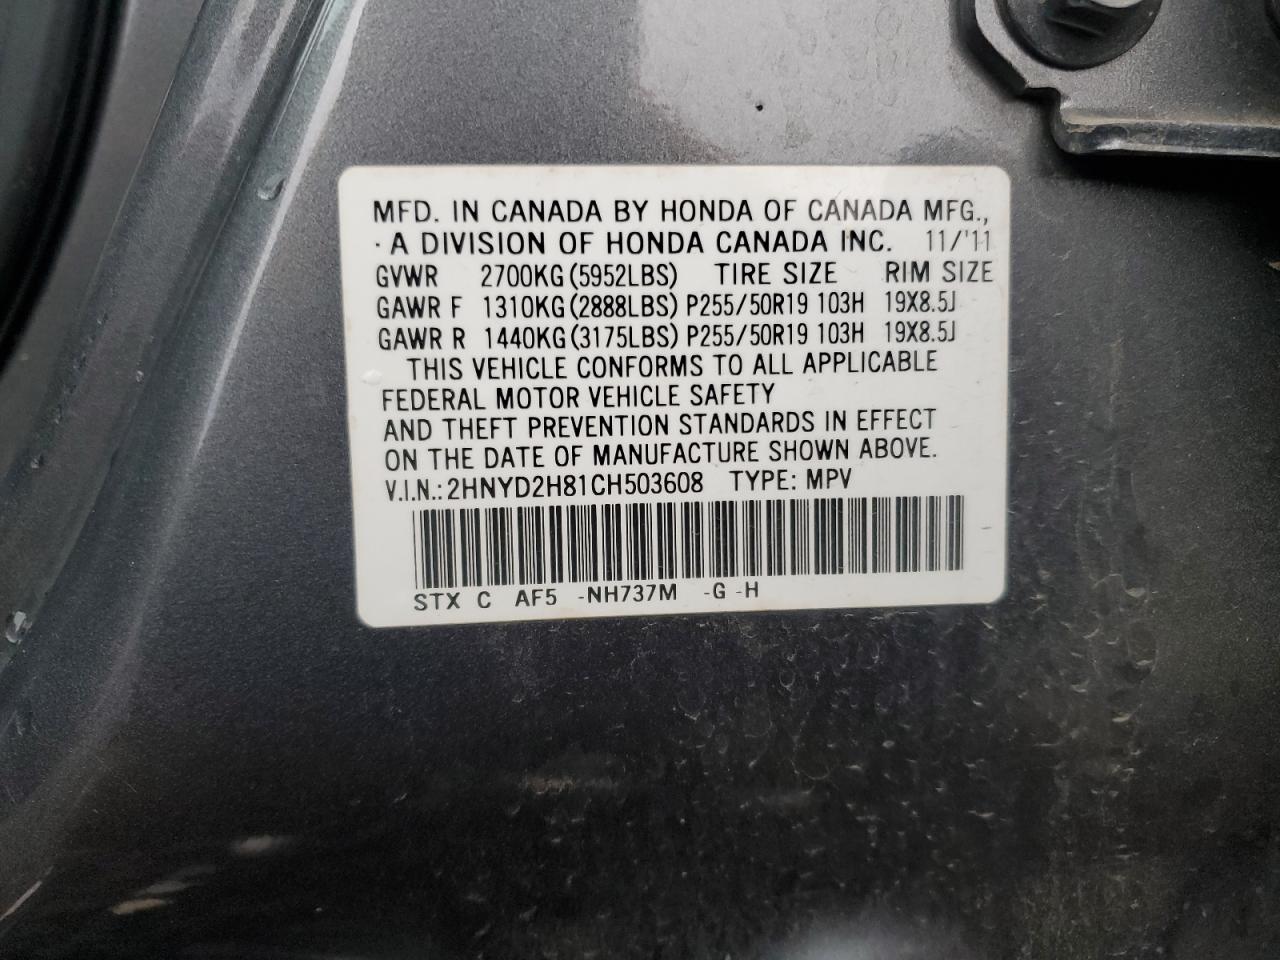 MFD. IN CANADA BY HONDA OF CANADA MFG.,
· A DIVISION OF HONDA CANADA INC. 11/'11
GVWR 2700KG (5952LBS) TIRE SIZE RIM SIZE
GAWR F 1310KG (2888LBS) P255/50R19 103H 19X8.5J
GAWR R 1440KG (3175LBS) P255/50R19 103H 19X8.5J
THIS VEHICLE CONFORMS TO ALL APPLICABLE
FEDERAL MOTOR VEHICLE SAFETY
AND THEFT PREVENTION STANDARDS IN EFFECT
ON THE DATE OF MANUFACTURE SHOWN ABOVE.
V.I.N.: 2HNYD2H81CH503608 TYPE: MPV
STX C AF5 -NH737M -G -H